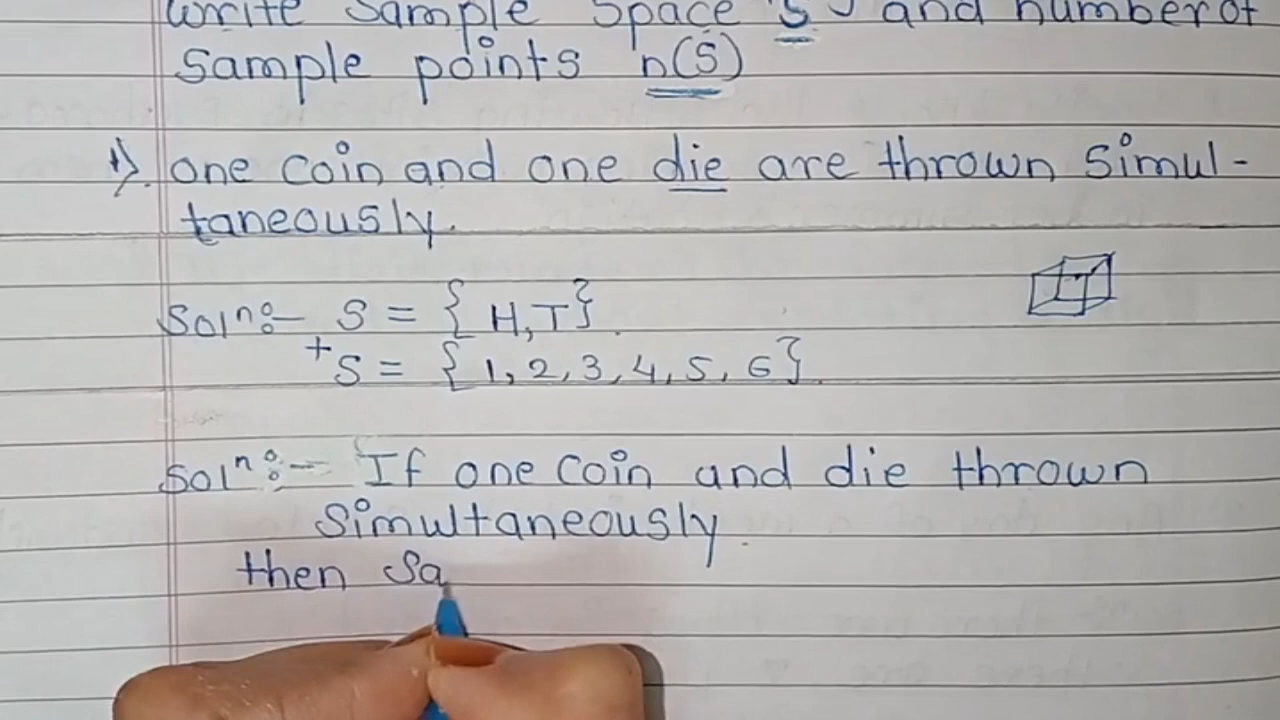 Write Sample Space 'S' and number of
Sample points n(S)
1). one coin and one die are thrown Simul-
taneously.
Solⁿ:- S = { H, T}.
+S = { 1, 2, 3, 4, 5, 6}.
Solⁿ:- If one coin and die thrown
Simultaneously.
then Sa